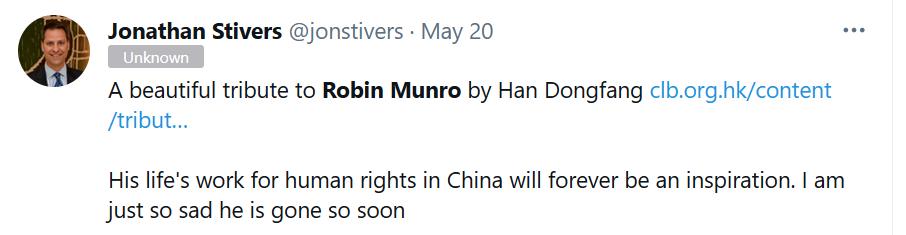 Jonathan Stivers @jonstivers · May 20
Unknown
A beautiful tribute to Robin Munro by Han Dongfang clb.org.hk/content
/tribut...
His life's work for human rights in China will forever be an inspiration. I am
just so sad he is gone so soon